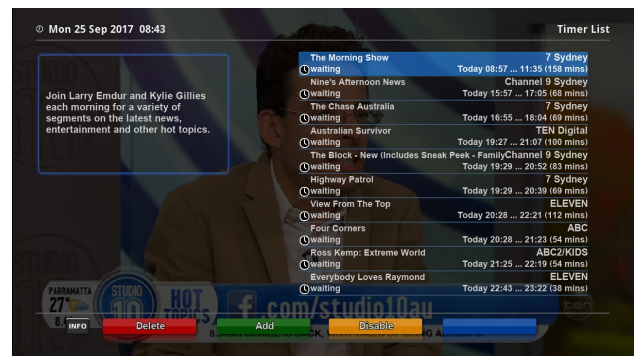 Mon 25 Sep 2017 08:43
Timer List
Join Larry Emdur and Kylie Gillies
each morning for a variety of
segments on the latest news,
entertainment and other hot topics.
The Morning Show 7 Sydney
waiting Today 08:57 ... 11:35 (158 mins)
Nine's Afternoon News Channel 9 Sydney
waiting Today 15:57 ... 17:05 (68 mins)
The Chase Australia 7 Sydney
waiting Today 16:55 ... 18:04 (69 mins)
Australian Survivor TEN Digital
waiting Today 19:27 ... 21:07 (100 mins)
The Block - New (Includes Sneak Peek - FamilyChannel 9 Sydney
waiting Today 19:29 ... 20:52 (83 mins)
Highway Patrol 7 Sydney
waiting Today 19:29 ... 20:39 (69 mins)
View From The Top ELEVEN
waiting Today 20:28 ... 22:21 (112 mins)
Four Corners ABC
waiting Today 20:28 ... 21:23 (54 mins)
Ross Kemp: Extreme World ABC2/KIDS
waiting Today 21:25 ... 22:19 (54 mins)
Everybody Loves Raymond ELEVEN
waiting Today 22:43 ... 23:22 (38 mins)
PARRAMATTA
27°
STUDIO
10
HOT
TOPICS
f .com/studio10au
ten
INFO
Delete
Add
Disable